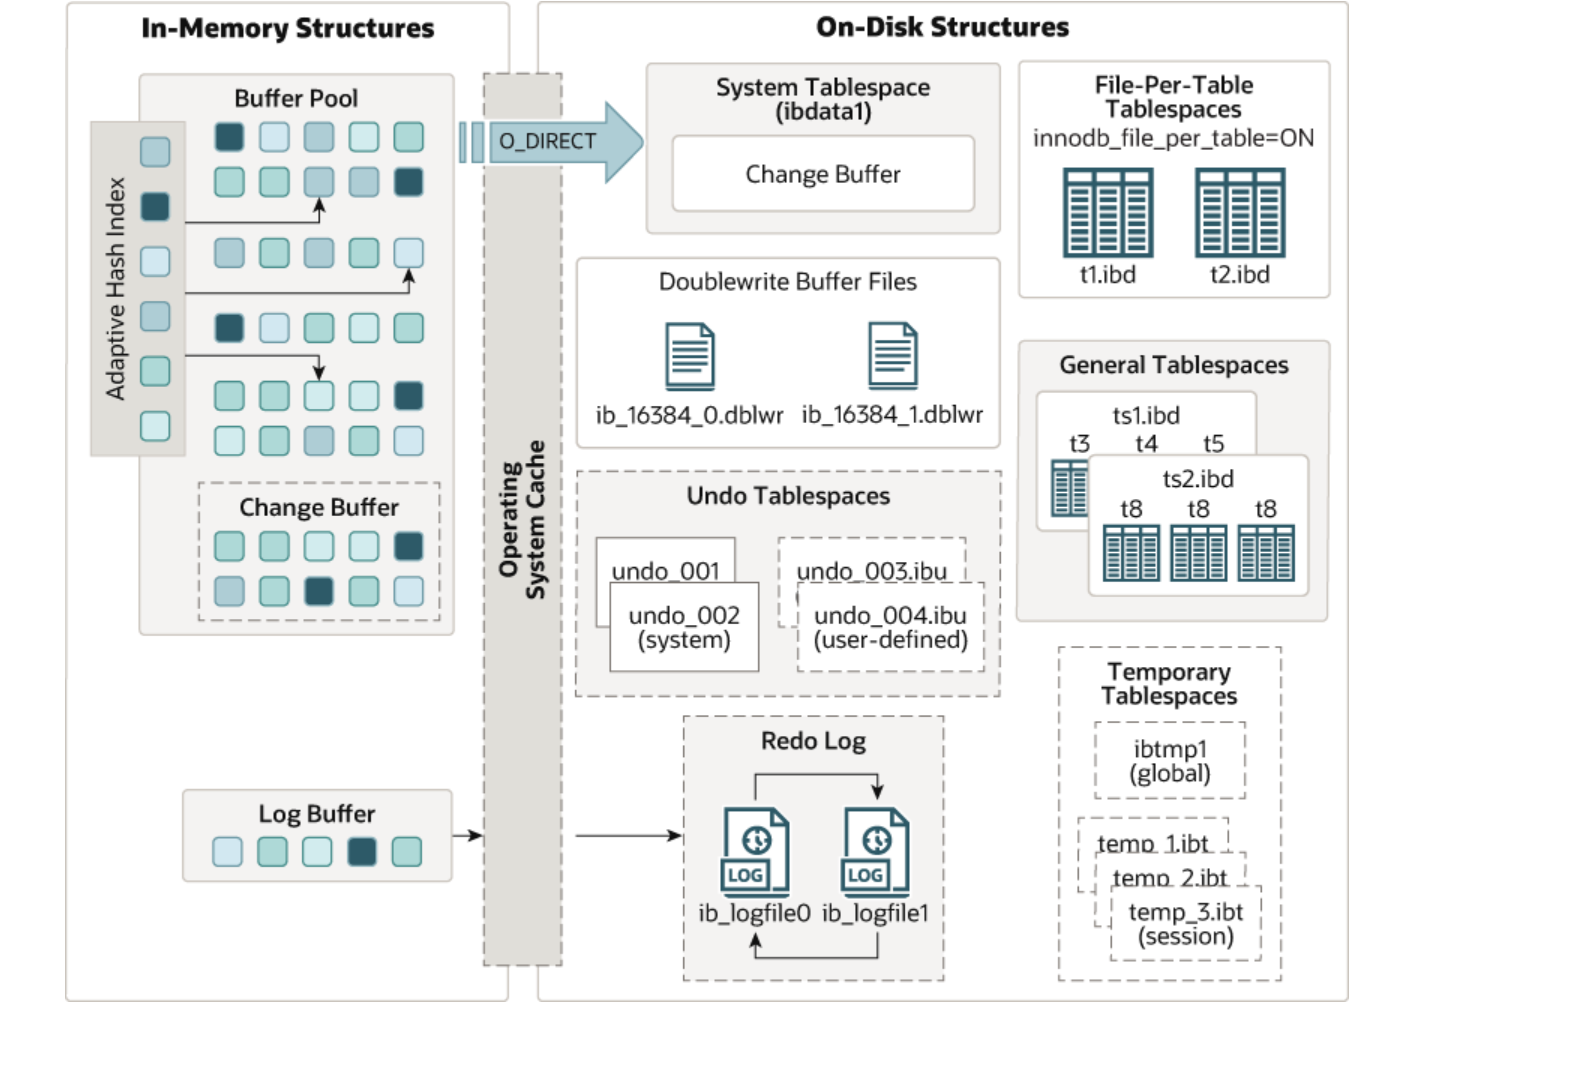 In-Memory Structures
Buffer Pool
Adaptive Hash Index
Change Buffer
Log Buffer
Operating
System Cache
On-Disk Structures
O_DIRECT
System Tablespace
(ibdata1)
Change Buffer
Doublewrite Buffer Files
ib_16384_0.dblwr
ib_16384_1.dblwr
Undo Tablespaces
undo_001
undo_002
(system)
undo_003.ibu
undo_004.ibu
(user-defined)
Redo Log
LOG
LOG
ib_logfile0
ib_logfile1
File-Per-Table
Tablespaces
innodb_file_per_table=ON
t1.ibd
t2.ibd
General Tablespaces
ts1.ibd
t3 t4 t5
ts2.ibd
t8 t8 t8
Temporary
Tablespaces
ibtmp1
(global)
temp_1.ibt
temp_2.ibt
temp_3.ibt
(session)